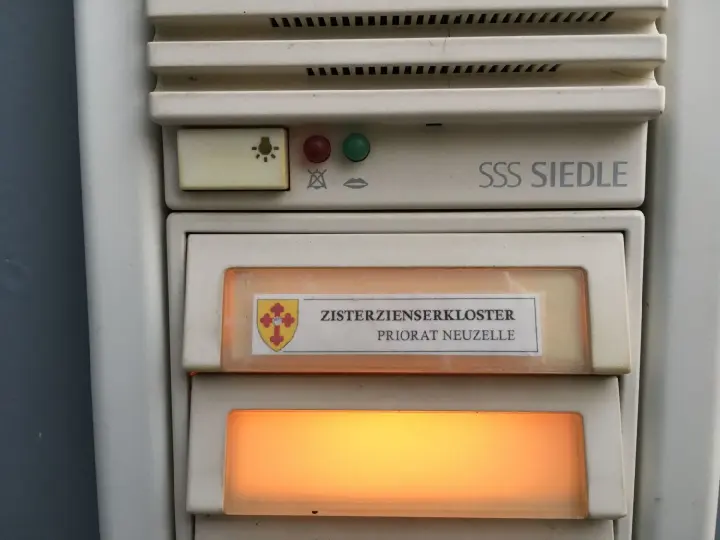 SSS SIEDLE
ZISTERZIENSERKLOSTER
PRIORAT NEUZELLE